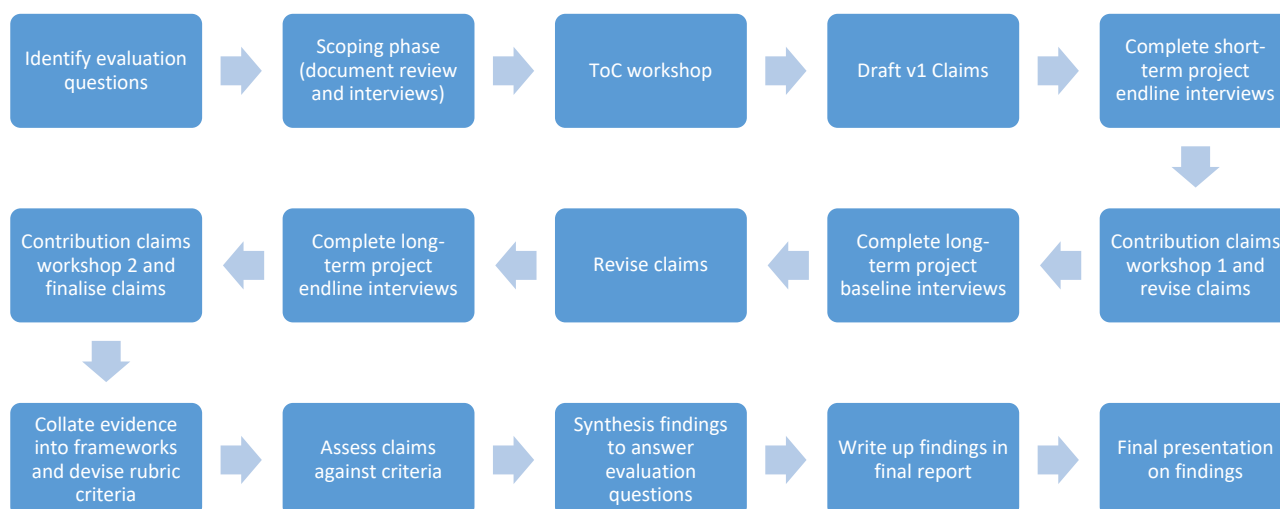 Identify evaluation
questions
Scoping phase
(document review
and interviews)
ToC workshop
Draft v1 Claims
Complete short-
term project
endline interviews
Contribution claims
workshop 1 and
revise claims
Complete long-
term project
baseline interviews
Revise claims
Complete long-
term project
endline interviews
Contribution claims
workshop 2 and
finalise claims
Collate evidence
into frameworks
and devise rubric
criteria
Assess claims
against criteria
Synthesis findings
to answer
evaluation
questions
Write up findings in
final report
Final presentation
on findings